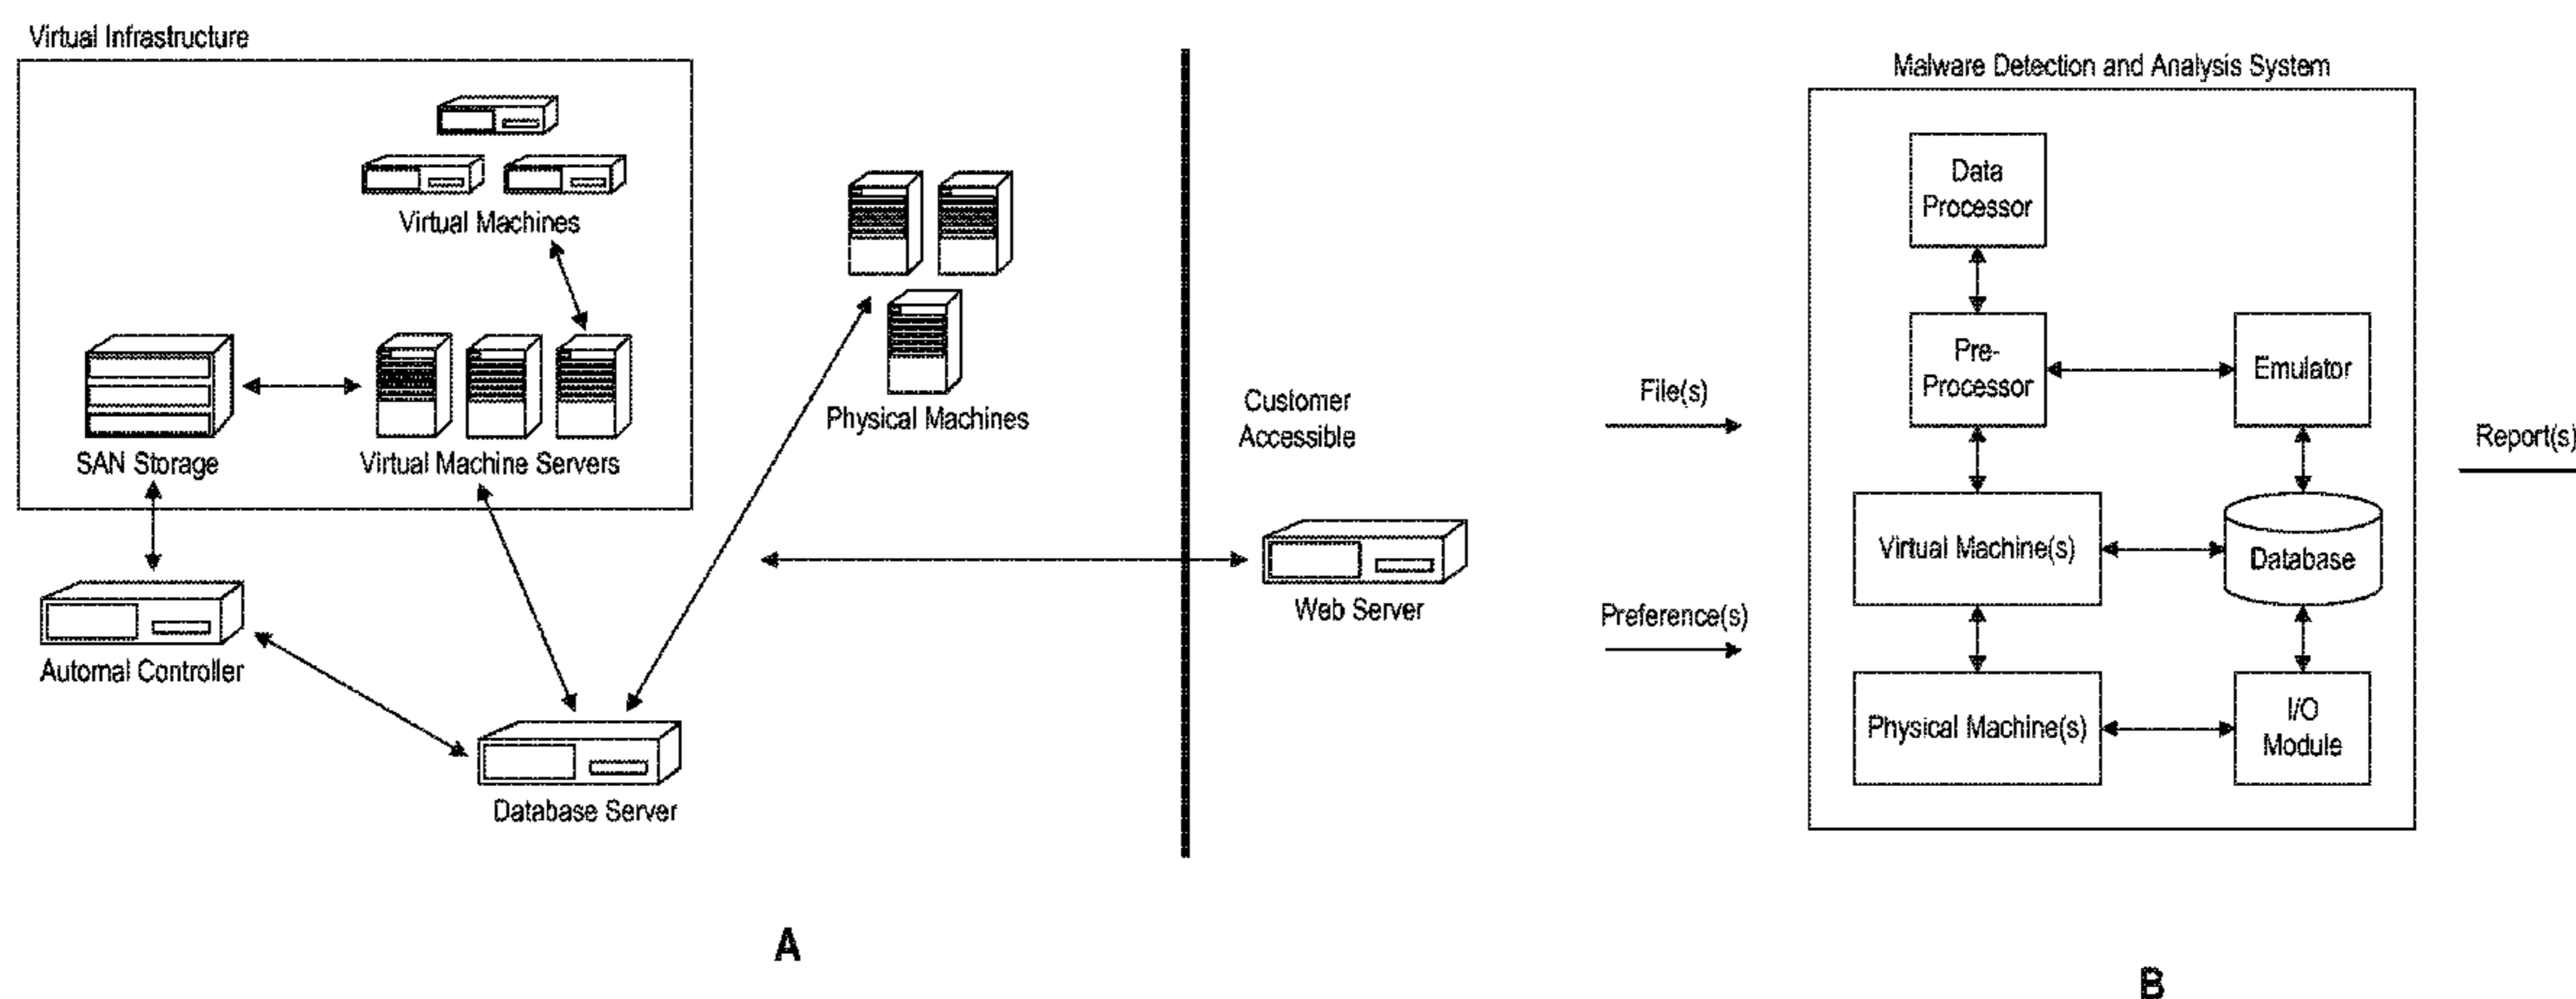 Virtual Infrastructure
Virtual Machines
SAN Storage
Virtual Machine Servers
Physical Machines
Automal Controller
Database Server
Customer
Accessible
Web Server
A
File(s)
Preference(s)
Malware Detection and Analysis System
Data
Processor
Pre-
Processor
Emulator
Virtual Machine(s)
Database
Physical Machine(s)
I/O
Module
Report(s)
B